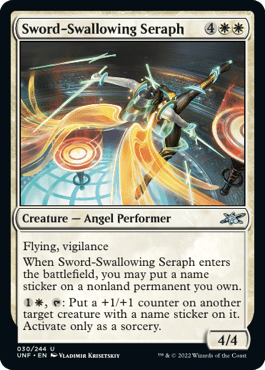 Sword-Swallowing Seraph 4
Creature — Angel Performer
Flying, vigilance
When Sword-Swallowing Seraph enters
the battlefield, you may put a name
sticker on a nonland permanent you own.
1 , : Put a +1/+1 counter on another
target creature with a name sticker on it.
Activate only as a sorcery.
4/4
030/244 U
UNF • EN Vladimir Krisetskiy
™ & © 2022 Wizards of the Coast